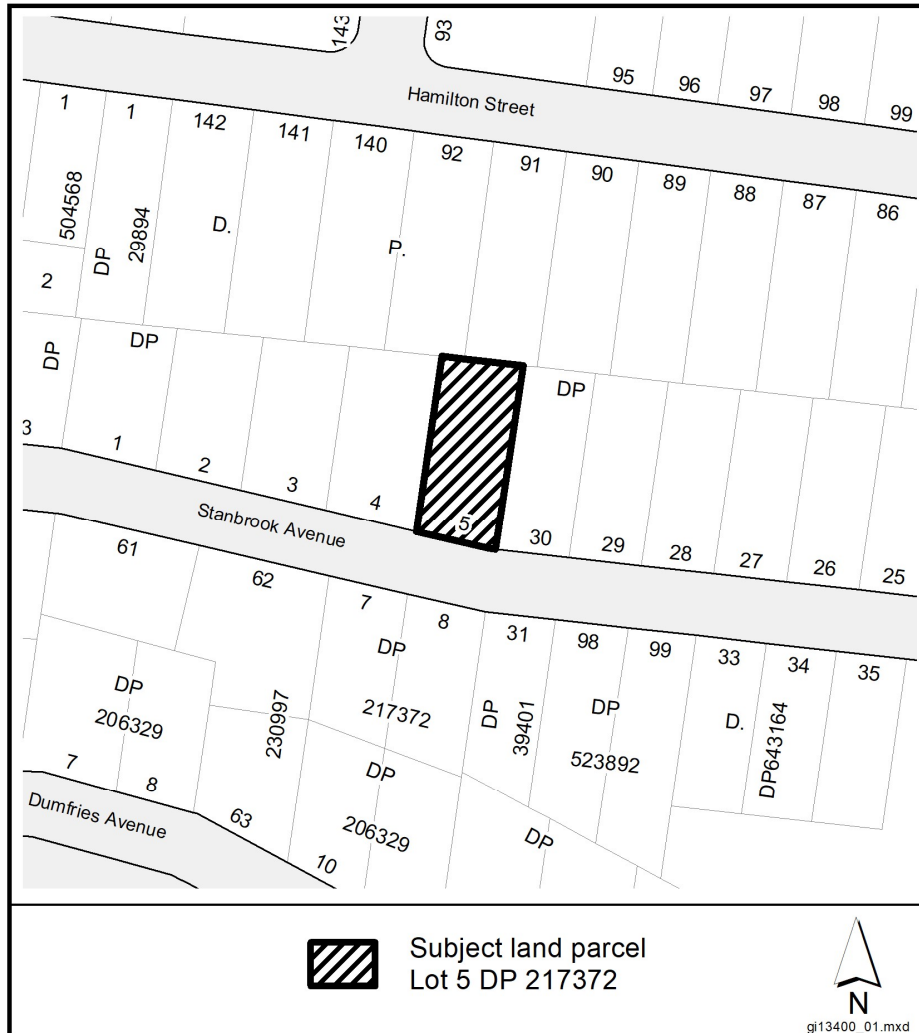 143
93
95
96
97
98
99
Hamilton Street
1
1
142
141
140
92
91
90
89
88
87
86
504568
DP
29894
D.
P.
2
DP
DP
DP
3
1
2
3
4
5
30
29
28
27
26
25
Stanbrook Avenue
61
62
7
8
31
98
99
33
34
35
DP
206329
230997
DP
217372
DP
39401
DP
523892
D.
DP643164
7
8
63
10
Dumfries Avenue
DP
206329
DP
Subject land parcel
Lot 5 DP 217372
N
gi13400_01.mxd